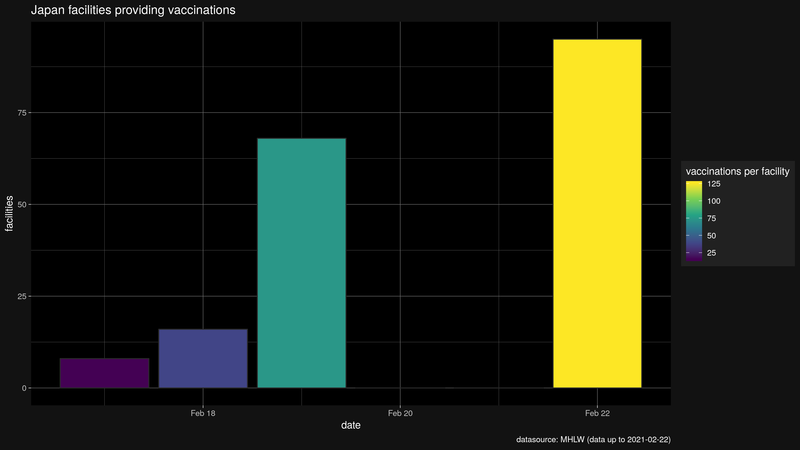 Japan facilities providing vaccinations
facilities
75
50
25
0
Feb 18
Feb 20
Feb 22
date
vaccinations per facility
125
100
75
50
25
datasource: MHLW (data up to 2021-02-22)